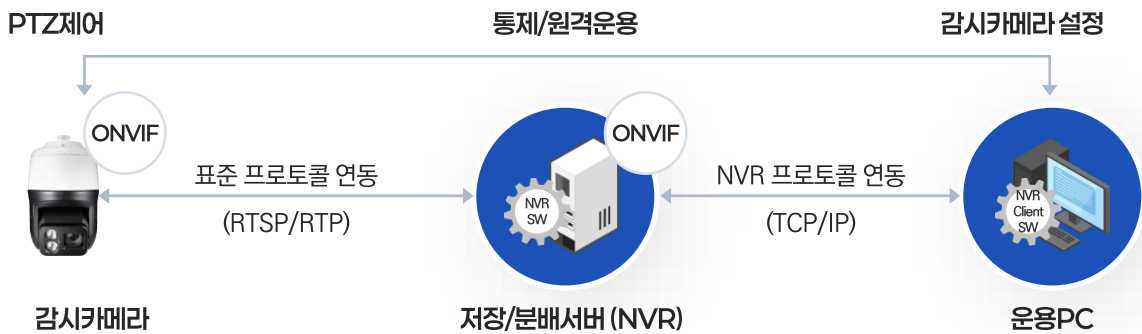 PTZ제어
통제/원격운용
감시카메라 설정
ONVIF
ONVIF
표준 프로토콜 연동
(RTSP/RTP)
NVR 프로토콜 연동
(TCP/IP)
NVR
SW
NVR
Client
SW
감시카메라
저장/분배서버 (NVR)
운용PC